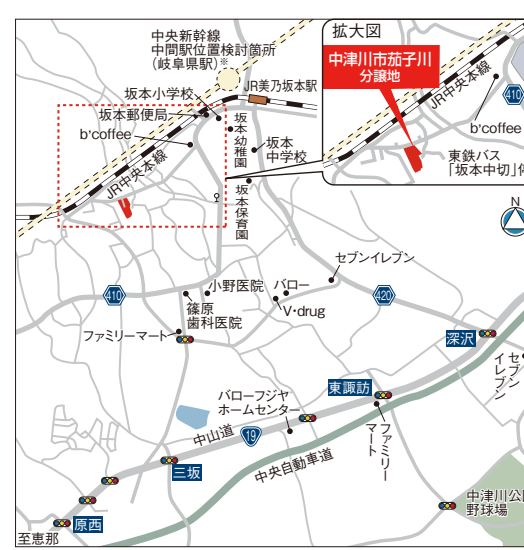 中央新幹線
中間駅位置検討箇所
(岐阜県駅)※
拡大図
中津川市茄子川
分譲地
JR中央本線
410
b'coffee
東鉄バス
「坂本中切」停
N
坂本小学校
JR美乃坂本駅
坂本郵便局
b'coffee
坂本幼稚園
坂本
中学校
JR中央本線
坂本保育園
セブンイレブン
小野医院
バロー
410
420
篠原
歯科医院
V・drug
ファミリーマート
深沢
セブン
イレブン
東諏訪
バローフジヤ
ホームセンター
中山道
19
ファミリー
マート
三坂
中央自動車道
中津川公
野球場
原西
至恵那